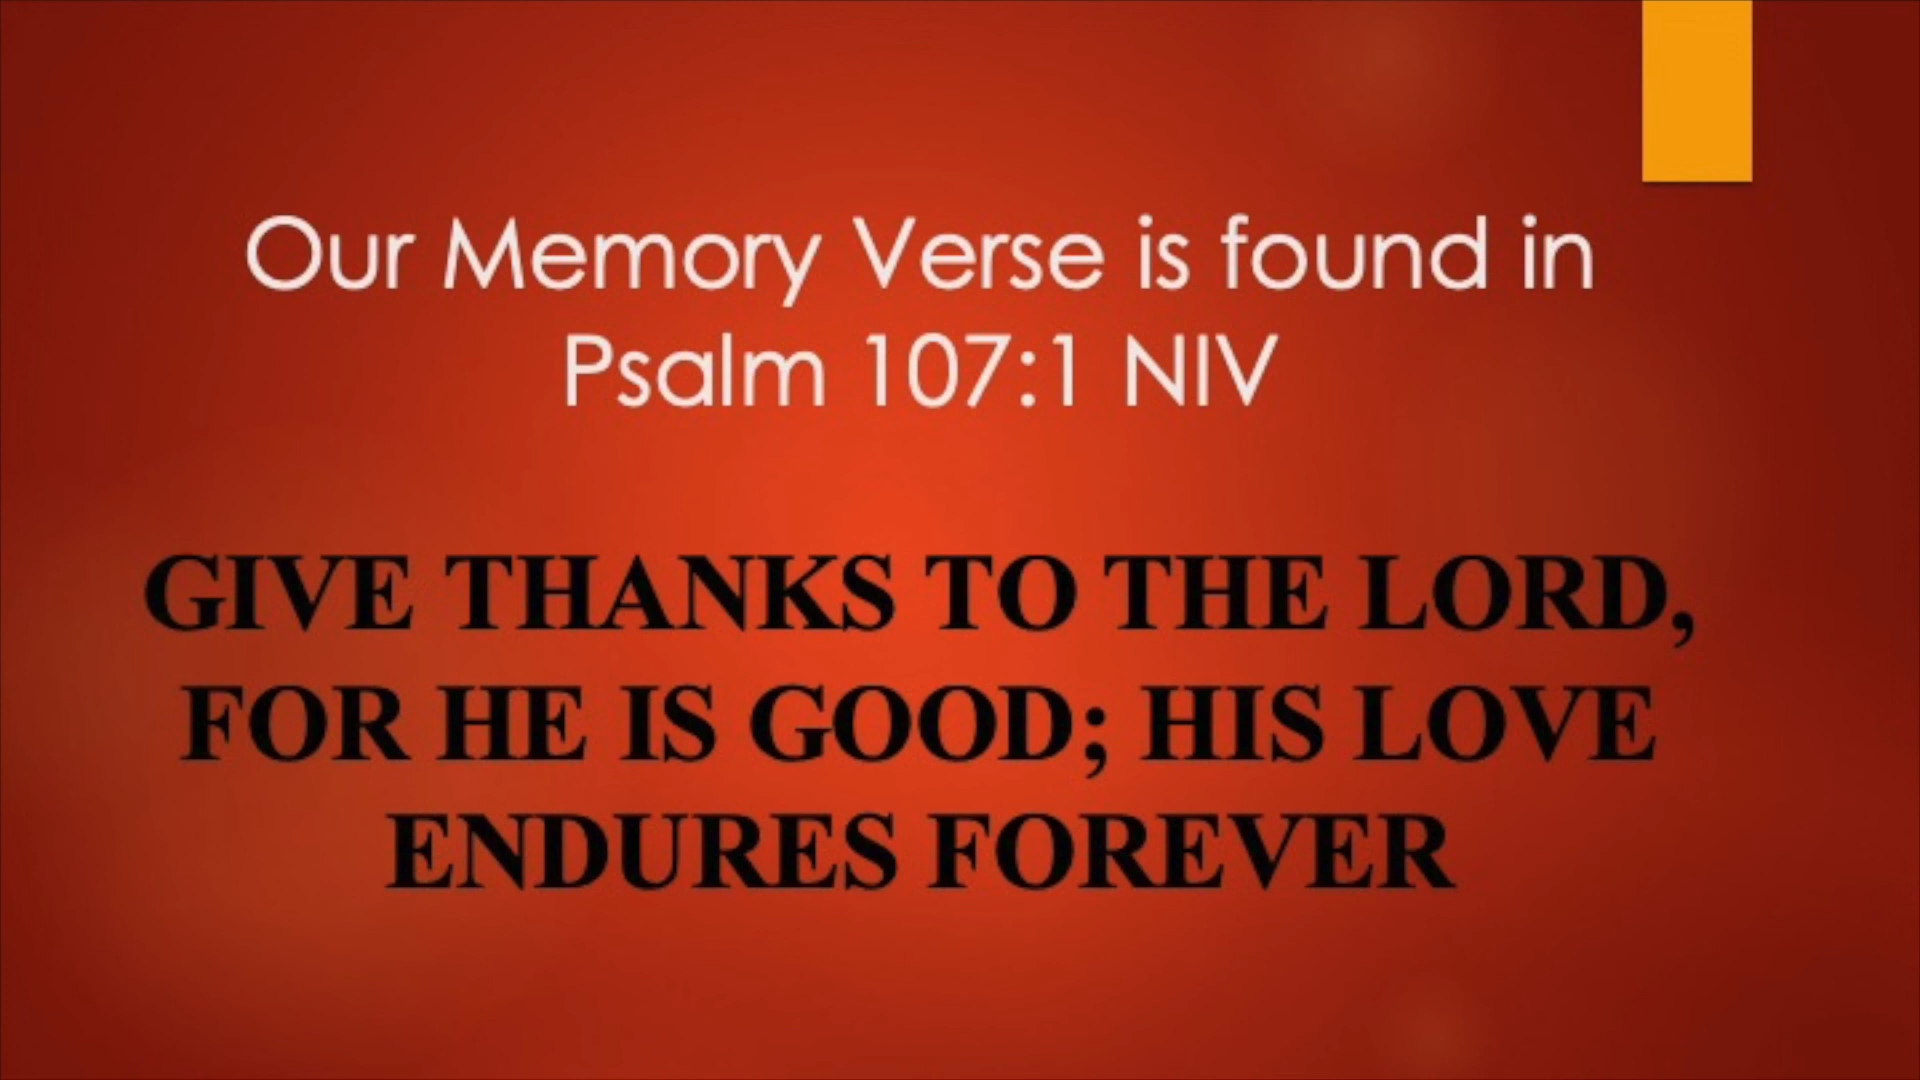 Our Memory Verse is found in
Psalm 107:1 NIV
GIVE THANKS TO THE LORD,
FOR HE IS GOOD; HIS LOVE
ENDURES FOREVER